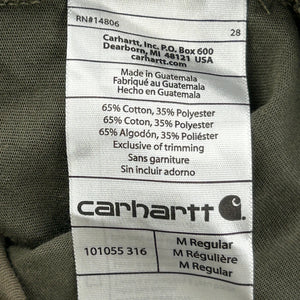 RN#14806 28
Carhartt, Inc. P.O. Box 600
Dearborn, MI 48121 USA
carhartt.com
Made in Guatemala
Fabriqué au Guatemala
Hecho en Guatemala
65% Cotton, 35% Polyester
65% Coton, 35% Polyester
65% Algodón, 35% Poliéster
Exclusive of trimming
Sans garniture
Sin incluir adorno
carhartt
101055 316
M Regular
M Régulière
M Regular